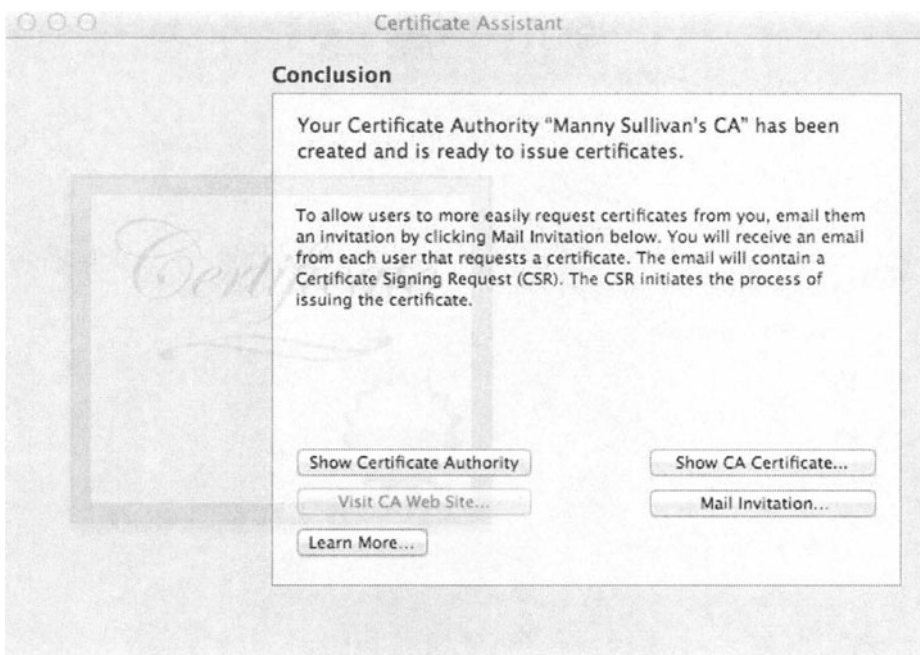 Certificate Assistant
Conclusion
Your Certificate Authority “Manny Sullivan's CA” has been
created and is ready to issue certificates.
To allow users to more easily request certificates from you, email them
an invitation by clicking Mail Invitation below. You will receive an email
from each user that requests a certificate. The email will contain a
Certificate Signing Request (CSR). The CSR initiates the process of
issuing the certificate.
Show Certificate Authority
Show CA Certificate...
Visit CA Web Site...
Mail Invitation...
Learn More...